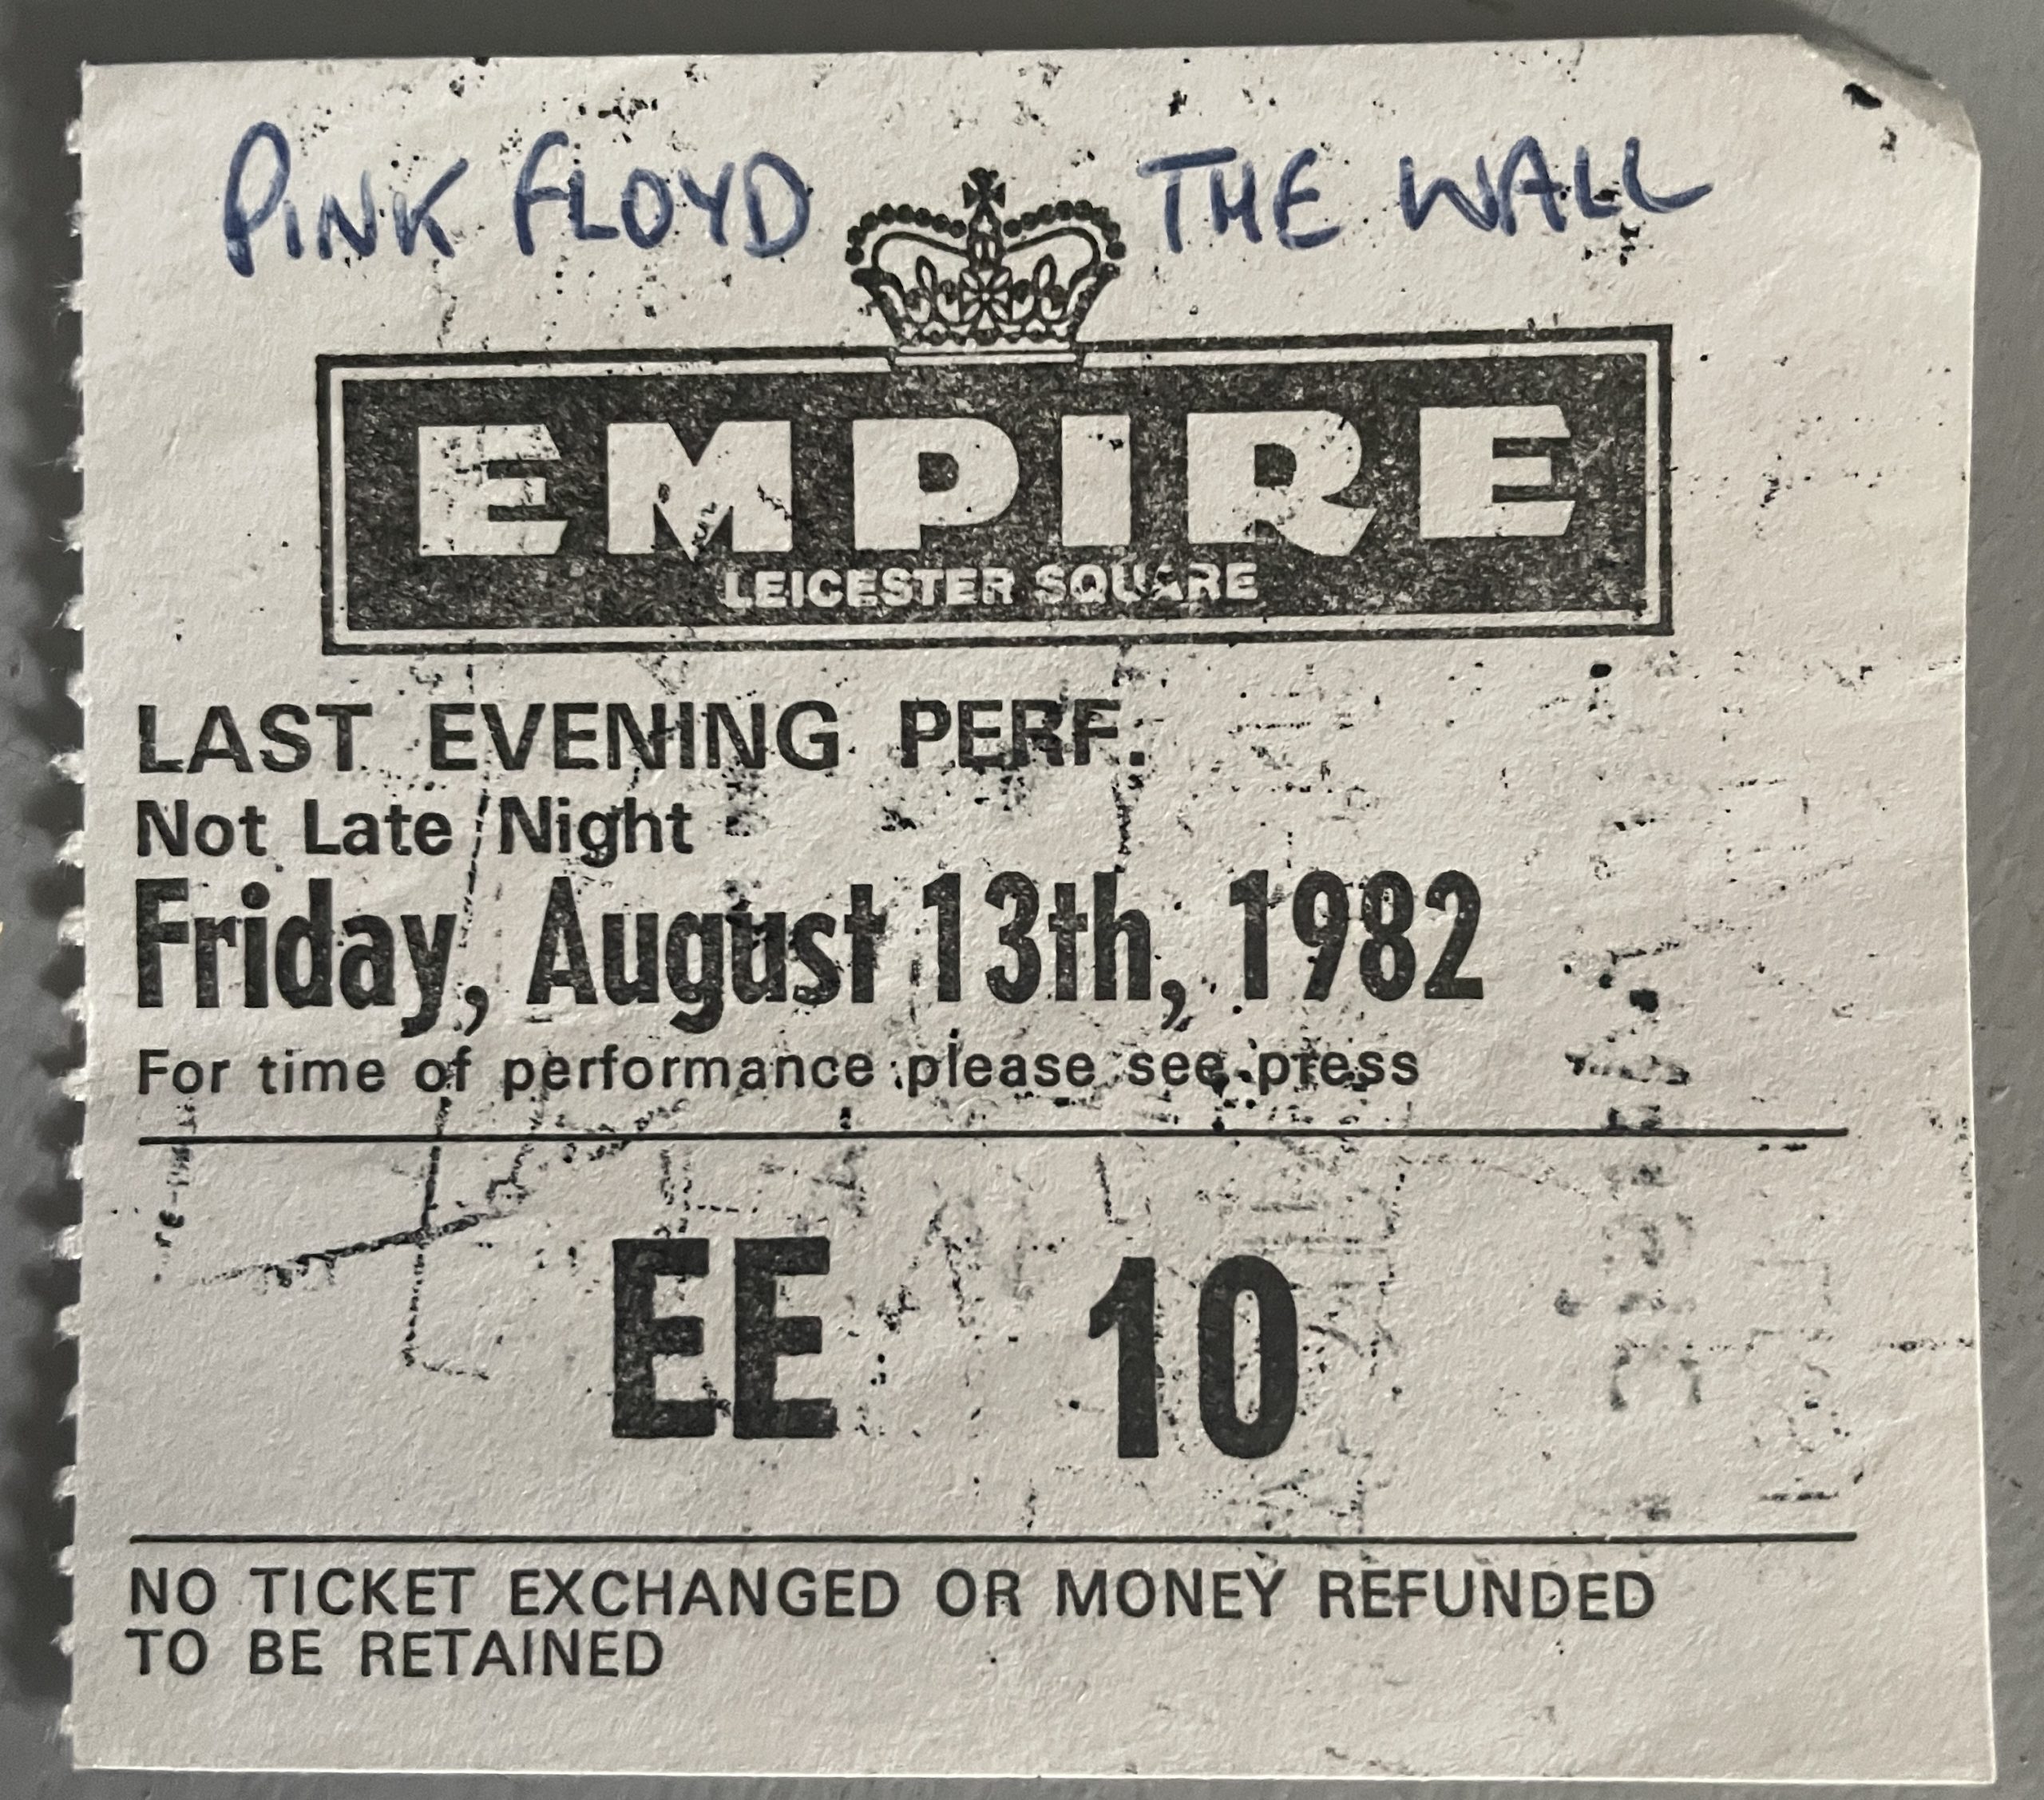 PINK FLOYD THE WALL
EMPIRE
LEICESTER SQUARE
LAST EVENING PERF.
Not Late Night
Friday, August 13th, 1982
For time of performance please see press
EE 10
NO TICKET EXCHANGED OR MONEY REFUNDED
TO BE RETAINED